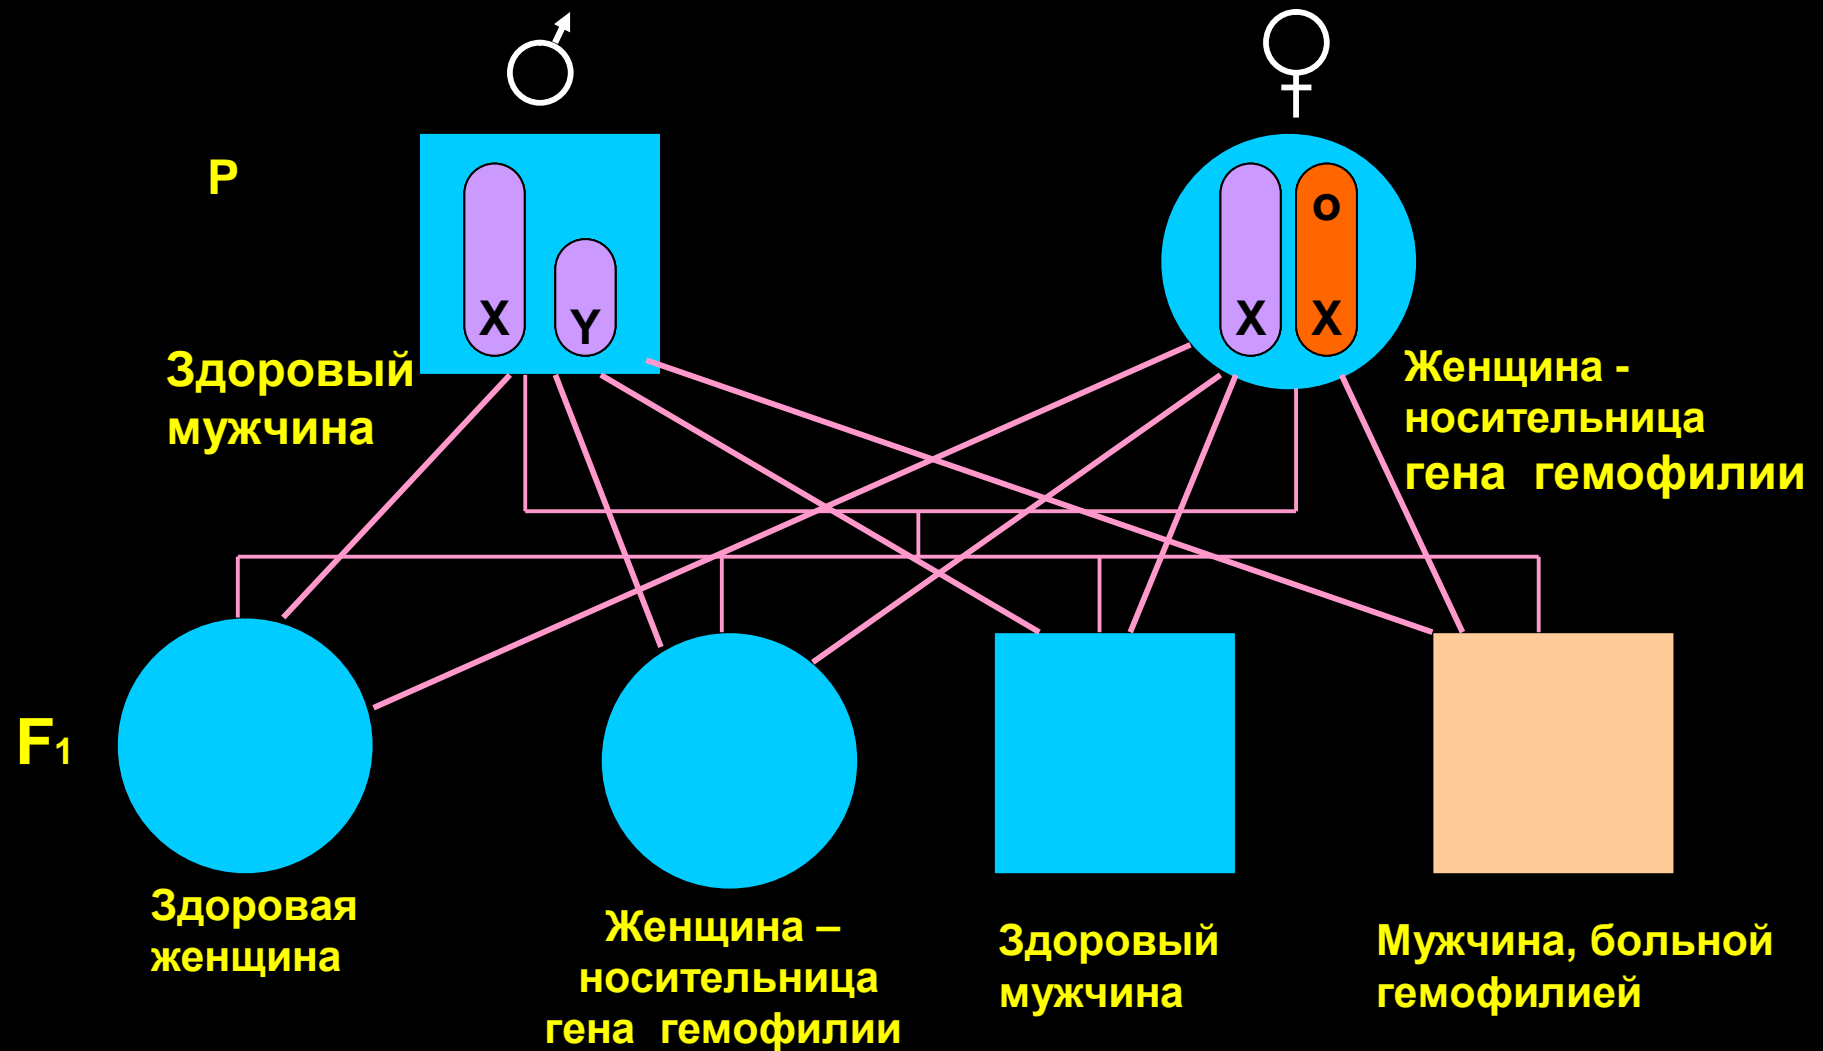 P
X
Y
o
X
X
Здоровый
мужчина
Женщина -
носительница
гена гемофилии
F₁
Здоровая
женщина
Женщина –
носительница
гена гемофилии
Здоровый
мужчина
Мужчина, больной
гемофилией